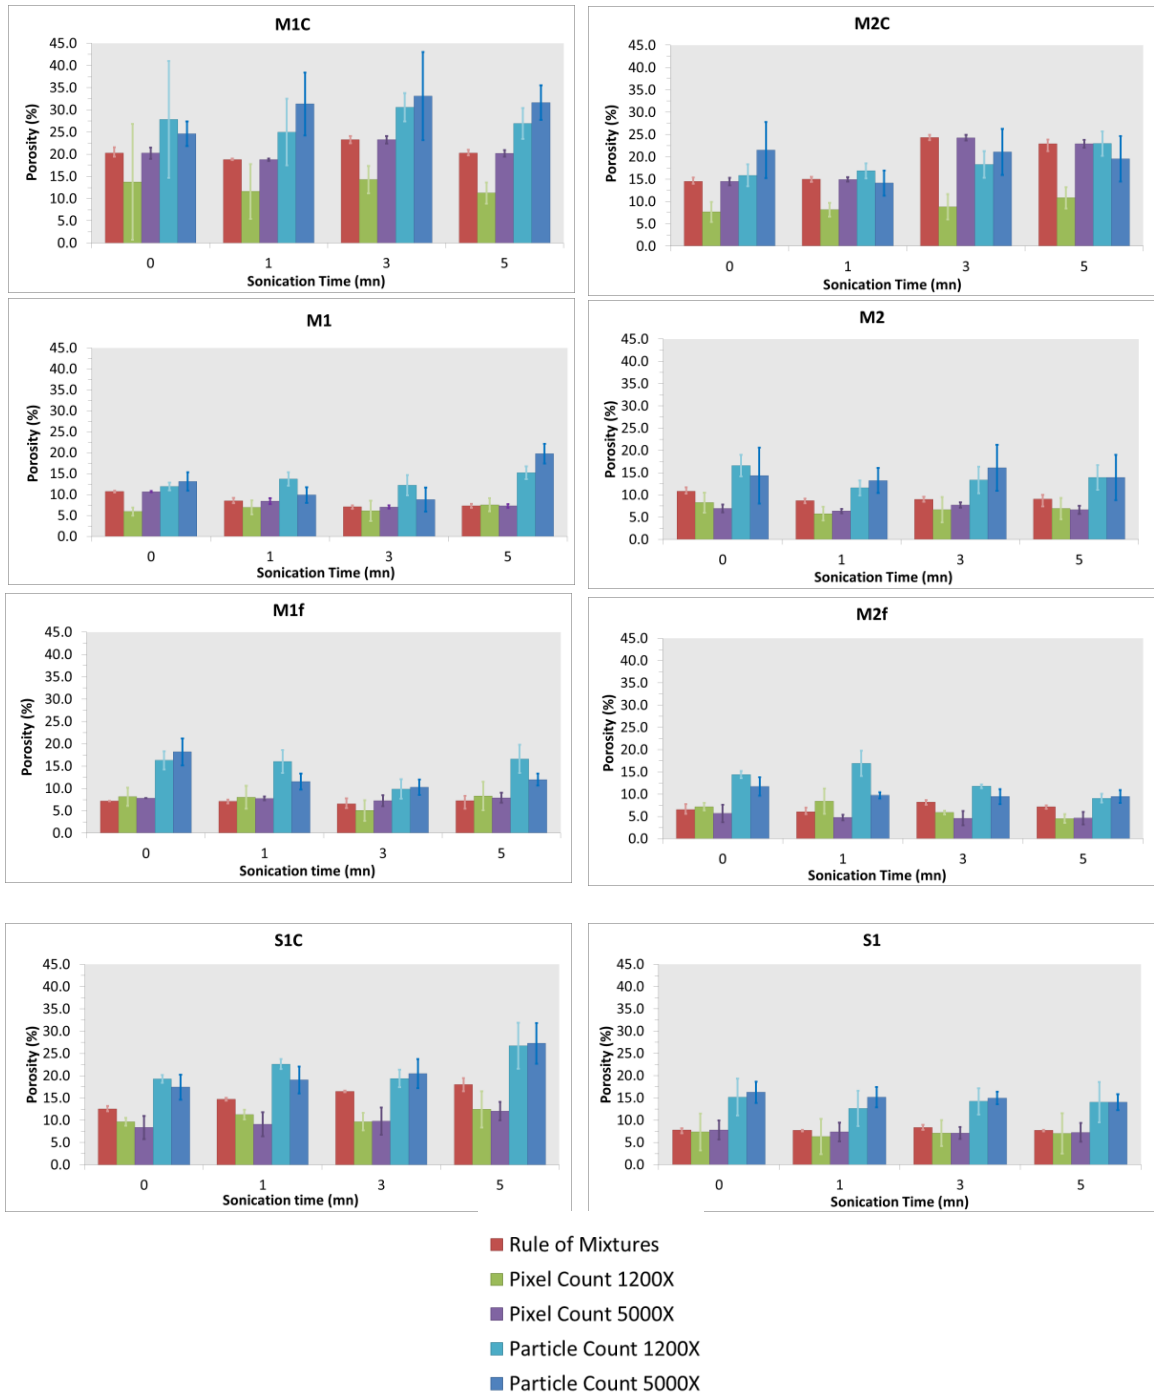 M1C
45.0
40.0
35.0
30.0
25.0
20.0
15.0
10.0
5.0
0.0
Porosity (%)
0 1 3 5
Sonication Time (mn)
M2C
45.0
40.0
35.0
30.0
25.0
20.0
15.0
10.0
5.0
0.0
Porosity (%)
0 1 3 5
Sonication Time (mn)
M1
45.0
40.0
35.0
30.0
25.0
20.0
15.0
10.0
5.0
0.0
Porosity (%)
0 1 3 5
Sonication Time (mn)
M2
45.0
40.0
35.0
30.0
25.0
20.0
15.0
10.0
5.0
0.0
Porosity (%)
0 1 3 5
Sonication Time (mn)
M1f
45.0
40.0
35.0
30.0
25.0
20.0
15.0
10.0
5.0
0.0
Porosity (%)
0 1 3 5
Sonication time (mn)
M2f
45.0
40.0
35.0
30.0
25.0
20.0
15.0
10.0
5.0
0.0
Porosity (%)
0 1 3 5
Sonication Time (mn)
S1C
45.0
40.0
35.0
30.0
25.0
20.0
15.0
10.0
5.0
0.0
Porosity (%)
0 1 3 5
Sonication time (mn)
S1
45.0
40.0
35.0
30.0
25.0
20.0
15.0
10.0
5.0
0.0
Porosity (%)
0 1 3 5
Sonication Time (mn)
Rule of Mixtures
Pixel Count 1200X
Pixel Count 5000X
Particle Count 1200X
Particle Count 5000X